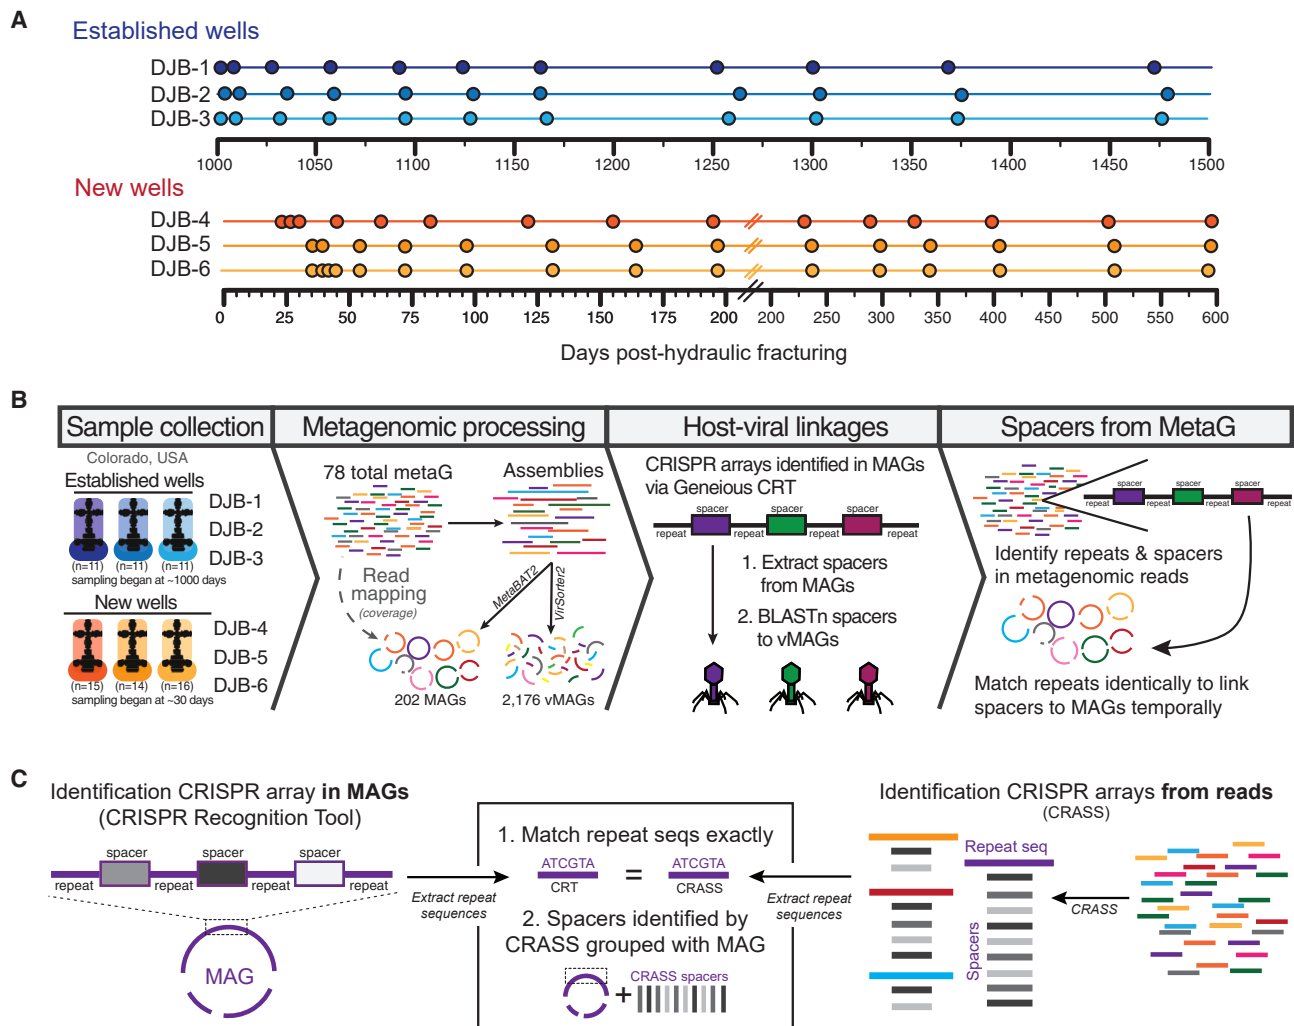 A
Established wells
DJB-1
DJB-2
DJB-3
1000 1050 1100 1150 1200 1250 1300 1350 1400 1450 1500
New wells
DJB-4
DJB-5
DJB-6
0 25 50 75 100 125 150 175 200 200 250 300 350 400 450 500 550 600
Days post-hydraulic fracturing
B
Sample collection
Colorado, USA
Established wells
DJB-1
DJB-2
DJB-3
(n=11) (n=11) (n=11)
sampling began at ~1000 days
New wells
DJB-4
DJB-5
DJB-6
(n=15) (n=14) (n=16)
sampling began at ~30 days
Metagenomic processing
78 total metaG
Assemblies
Read
mapping
(coverage)
MetaBAT2
VirSorter2
202 MAGs
2,176 vMAGs
Host-viral linkages
CRISPR arrays identified in MAGs
via Geneious CRT
spacer spacer spacer
repeat repeat repeat repeat
1. Extract spacers
from MAGs
2. BLASTn spacers
to vMAGs
Spacers from MetaG
spacer spacer spacer
repeat repeat repeat repeat
Identify repeats & spacers
in metagenomic reads
Match repeats identically to link
spacers to MAGs temporally
C
Identification CRISPR array in MAGs
(CRISPR Recognition Tool)
spacer spacer spacer
repeat repeat repeat repeat
MAG
Extract repeat
sequences
1. Match repeat seqs exactly
ATCGTA = ATCGTA
CRT CRASS
2. Spacers identified by
CRASS grouped with MAG
CRASS spacers
+
Extract repeat
sequences
Identification CRISPR arrays from reads
(CRASS)
Repeat seq
Spacers
CRASS